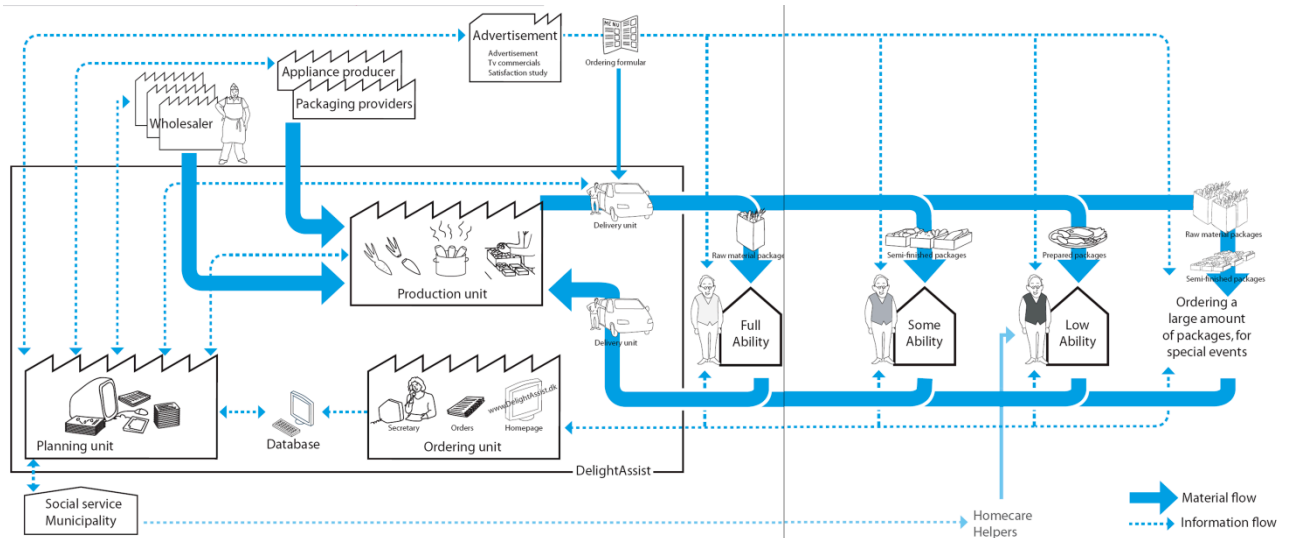 Advertisement
Advertisement
Tv commercials
Satisfaction study
MENU
Ordering formular
Appliance producer
Packaging providers
Wholesaler
Delivery unit
Raw material package
Semi-finished packages
Prepared packages
Raw material packages
Semi-finished packages
Production unit
Delivery unit
Full
Ability
Some
Ability
Low
Ability
Ordering a
large amount
of packages, for
special events
Planning unit
Database
www.DelightAssist.dk
Secretary
Orders
Homepage
Ordering unit
DelightAssist
Social service
Municipality
Homecare
Helpers
Material flow
Information flow